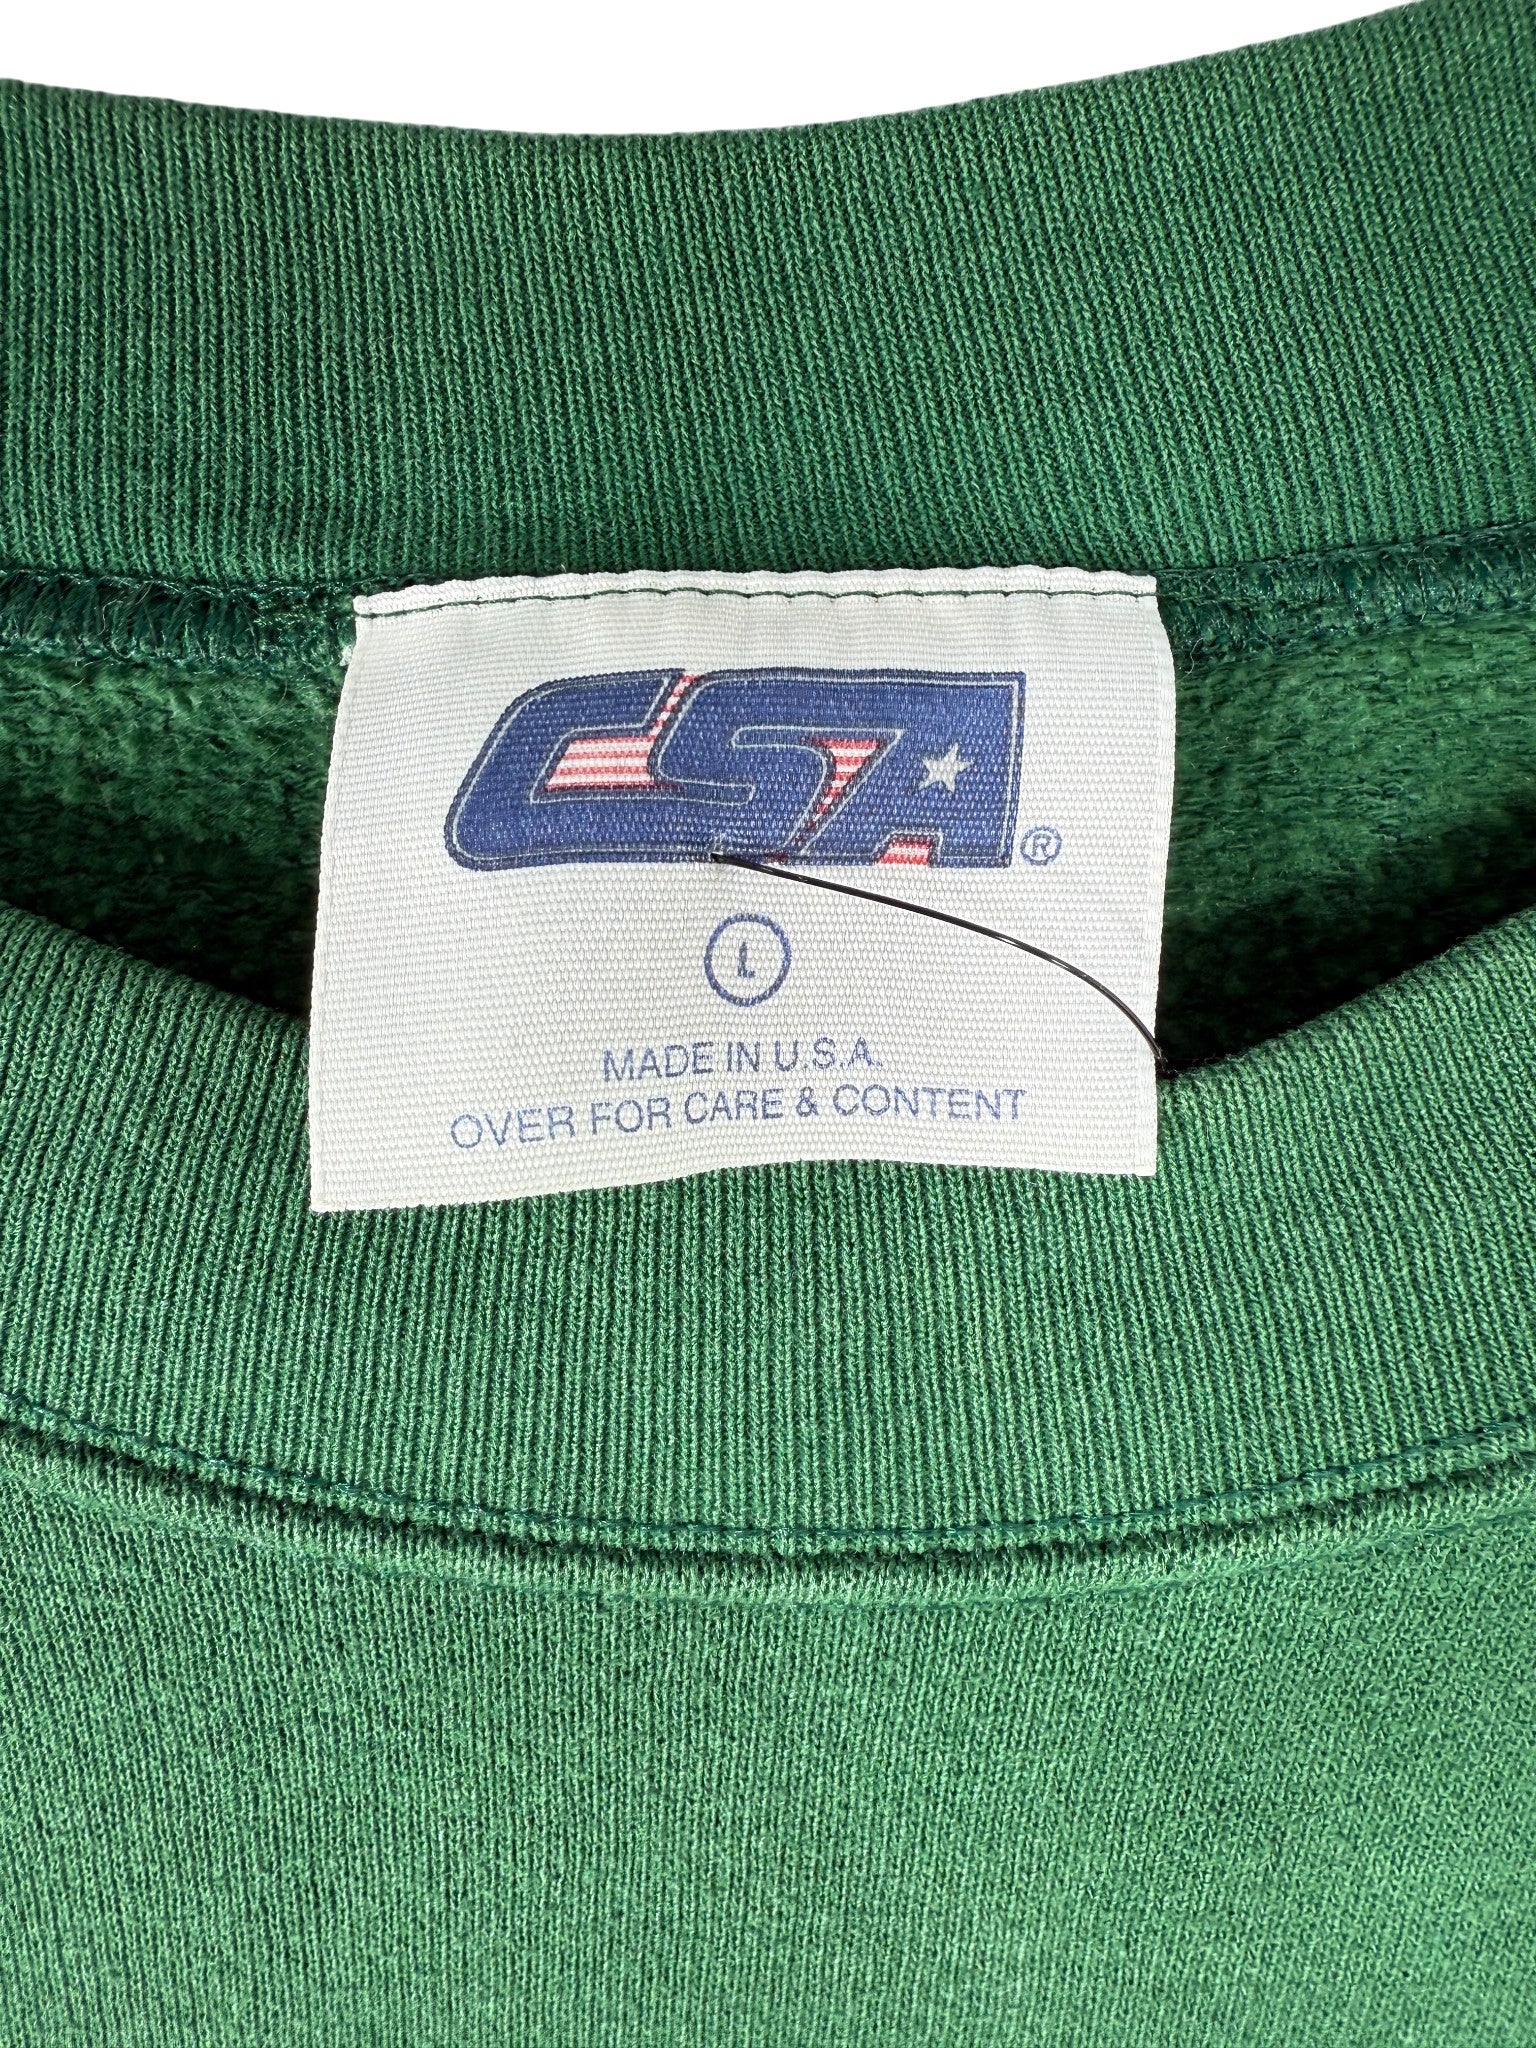 CSA®
L
MADE IN U.S.A.
OVER FOR CARE & CONTENT